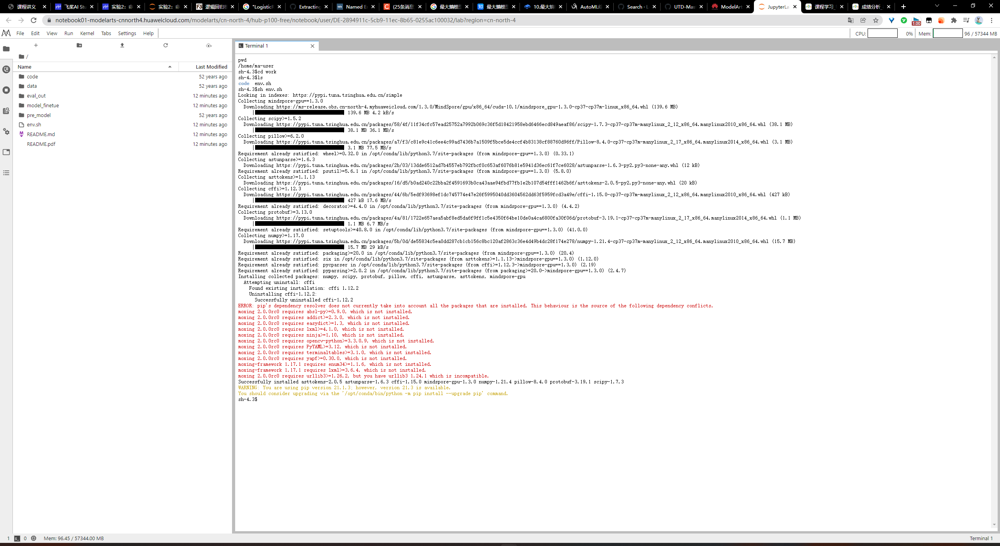 课程讲义
飞桨AI Stu
实验2：命
实验2：命
逻辑回归模
"LogisticR
Extracting
Named E
(25条消息
最大熵模型
最大熵模型
10.最大熵
AutoML综
Search · L
UTD-Mas
ModelArt
JupyterLa
课程学习_
成绩分析_
notebook01-modelarts-cnnorth4.huaweicloud.com/modelarts/cn-north-4/hub-p100-free/notebook/user/DE-2894911c-5cb9-11ec-8b65-0255ac100032/lab?region=cn-north-4
1.00
File Edit View Run Kernel Tabs Settings Help
CPU: 0% Mem: 96 / 57344 MB
/
Name Last Modified
code 52 years ago
data 52 years ago
eval_out 12 minutes ago
model_finetue 12 minutes ago
pre_model 52 years ago
env.sh 12 minutes ago
README.md 12 minutes ago
README.pdf 12 minutes ago
Terminal 1
pwd
/home/ma-user
sh-4.3$cd work
sh-4.3$ls
code  env.sh
sh-4.3$sh env.sh
Looking in indexes: https://pypi.tuna.tsinghua.edu.cn/simple
Collecting mindspore-gpu==1.3.0
  Downloading https://ms-release.obs.cn-north-4.myhuaweicloud.com/1.3.0/MindSpore/gpu/x86_64/cuda-10.1/mindspore_gpu-1.3.0-cp37-cp37m-linux_x86_64.whl (139.6 MB)
     |████████████████████████████████| 139.6 MB 4.2 kB/s
Collecting scipy>=1.5.2
  Downloading https://pypi.tuna.tsinghua.edu.cn/packages/58/4f/11f34cfc57ead25752a7992b069c36f5d18421958ebd6466ecd849aeaf86/scipy-1.7.3-cp37-cp37m-manylinux_2_12_x86_64.manylinux2010_x86_64.whl (38.1 MB)
     |████████████████████████████████| 38.1 MB 36.1 MB/s
Collecting pillow>=6.2.0
  Downloading https://pypi.tuna.tsinghua.edu.cn/packages/a7/f3/c81e9c41c6ee4c99ad7436b7a1509f5bce5de4ccf4b83138cf88760d96ff/Pillow-8.4.0-cp37-cp37m-manylinux_2_17_x86_64.manylinux2014_x86_64.whl (3.1 MB)
     |████████████████████████████████| 3.1 MB 77.5 MB/s
Requirement already satisfied: wheel>=0.32.0 in /opt/conda/lib/python3.7/site-packages (from mindspore-gpu==1.3.0) (0.33.1)
Collecting astunparse>=1.6.3
  Downloading https://pypi.tuna.tsinghua.edu.cn/packages/2b/03/13dde6512ad7b4557eb792fbcf0c653af6076b81e5941d36ec61f7ce6028/astunparse-1.6.3-py2.py3-none-any.whl (12 kB)
Requirement already satisfied: psutil>=5.6.1 in /opt/conda/lib/python3.7/site-packages (from mindspore-gpu==1.3.0) (5.8.0)
Collecting asttokens>=1.1.13
  Downloading https://pypi.tuna.tsinghua.edu.cn/packages/16/d5/b0ad240c22bba2f4591693b0ca43aae94fbd77fb1e2b107d54fff1462b6f/asttokens-2.0.5-py2.py3-none-any.whl (20 kB)
Collecting cffi>=1.12.3
  Downloading https://pypi.tuna.tsinghua.edu.cn/packages/44/6b/5edf93698ef1dc745774e47e26f5995040dd3604562dd63f5959fcd3a49e/cffi-1.15.0-cp37-cp37m-manylinux_2_12_x86_64.manylinux2010_x86_64.whl (427 kB)
     |████████████████████████████████| 427 kB 17.6 MB/s
Requirement already satisfied: decorator>=4.4.0 in /opt/conda/lib/python3.7/site-packages (from mindspore-gpu==1.3.0) (4.4.2)
Collecting protobuf>=3.13.0
  Downloading https://pypi.tuna.tsinghua.edu.cn/packages/4a/81/1722e657aea5abf8ed5da6f9ff1c5e4350f64be10de0a4ca6800fa30f06d/protobuf-3.19.1-cp37-cp37m-manylinux_2_17_x86_64.manylinux2014_x86_64.whl (1.1 MB)
     |████████████████████████████████| 1.1 MB 6.7 MB/s
Requirement already satisfied: setuptools>=40.8.0 in /opt/conda/lib/python3.7/site-packages (from mindspore-gpu==1.3.0) (41.0.0)
Collecting numpy>=1.17.0
  Downloading https://pypi.tuna.tsinghua.edu.cn/packages/5b/0d/de55834c5ea0dd287cb1cb156c8bc120af2863c36e4d49b4dc28f174e278/numpy-1.21.4-cp37-cp37m-manylinux_2_12_x86_64.manylinux2010_x86_64.whl (15.7 MB)
     |████████████████████████████████| 15.7 MB 29 kB/s
Requirement already satisfied: packaging>=20.0 in /opt/conda/lib/python3.7/site-packages (from mindspore-gpu==1.3.0) (20.4)
Requirement already satisfied: six in /opt/conda/lib/python3.7/site-packages (from asttokens>=1.1.13->mindspore-gpu==1.3.0) (1.12.0)
Requirement already satisfied: pycparser in /opt/conda/lib/python3.7/site-packages (from cffi>=1.12.3->mindspore-gpu==1.3.0) (2.19)
Requirement already satisfied: pyparsing>=2.0.2 in /opt/conda/lib/python3.7/site-packages (from packaging>=20.0->mindspore-gpu==1.3.0) (2.4.7)
Installing collected packages: numpy, scipy, protobuf, pillow, cffi, astunparse, asttokens, mindspore-gpu
  Attempting uninstall: cffi
    Found existing installation: cffi 1.12.2
    Uninstalling cffi-1.12.2:
      Successfully uninstalled cffi-1.12.2
ERROR: pip's dependency resolver does not currently take into account all the packages that are installed. This behaviour is the source of the following dependency conflicts.
moxing 2.0.0rc0 requires absl-py>=0.9.0, which is not installed.
moxing 2.0.0rc0 requires addict>=2.3.0, which is not installed.
moxing 2.0.0rc0 requires easydict>=1.3, which is not installed.
moxing 2.0.0rc0 requires lxml>=4.1.0, which is not installed.
moxing 2.0.0rc0 requires ninja>=1.10, which is not installed.
moxing 2.0.0rc0 requires opencv-python>=3.3.0.9, which is not installed.
moxing 2.0.0rc0 requires PyYAML>=3.12, which is not installed.
moxing 2.0.0rc0 requires terminaltables>=3.1.0, which is not installed.
moxing 2.0.0rc0 requires yapf>=0.30.0, which is not installed.
moxing-framework 1.17.1 requires enum34>=1.1.6, which is not installed.
moxing-framework 1.17.1 requires lxml>=3.6.4, which is not installed.
moxing 2.0.0rc0 requires urllib3>=1.26.2, but you have urllib3 1.24.1 which is incompatible.
Successfully installed asttokens-2.0.5 astunparse-1.6.3 cffi-1.15.0 mindspore-gpu-1.3.0 numpy-1.21.4 pillow-8.4.0 protobuf-3.19.1 scipy-1.7.3
WARNING: You are using pip version 21.1.3; however, version 21.3 is available.
You should consider upgrading via the '/opt/conda/bin/python -m pip install --upgrade pip' command.
sh-4.3$
1 0 Mem: 96.45 / 57344.00 MB
Terminal 1